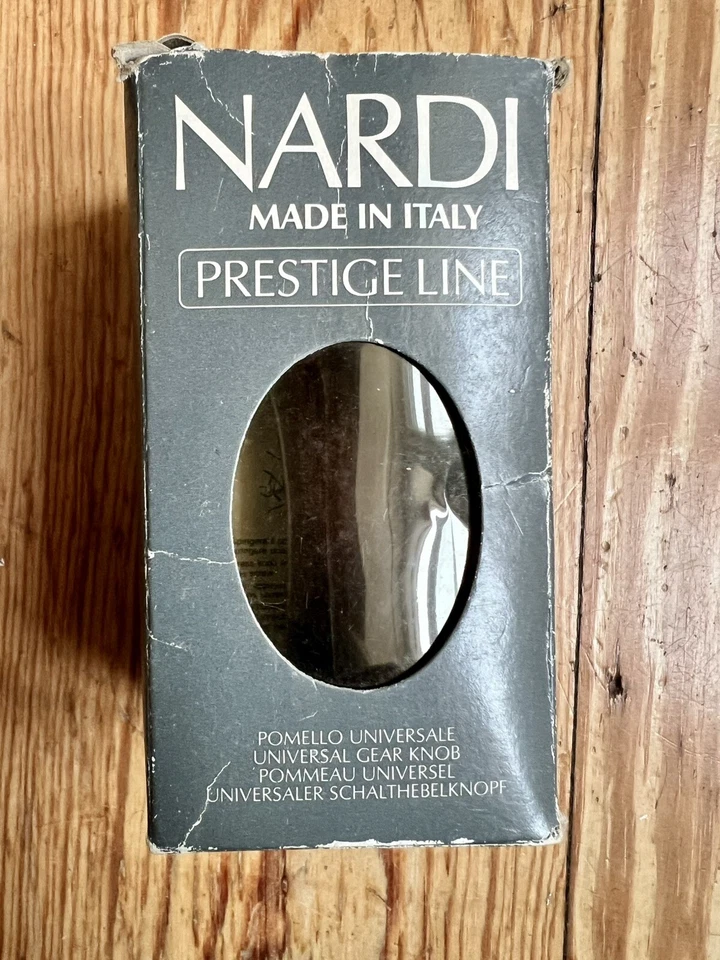 NARDI
MADE IN ITALY
PRESTIGE LINE
POMELLO UNIVERSALE
UNIVERSAL GEAR KNOB
POMMEAU UNIVERSEL
UNIVERSALER SCHALTHEBELKNOPF